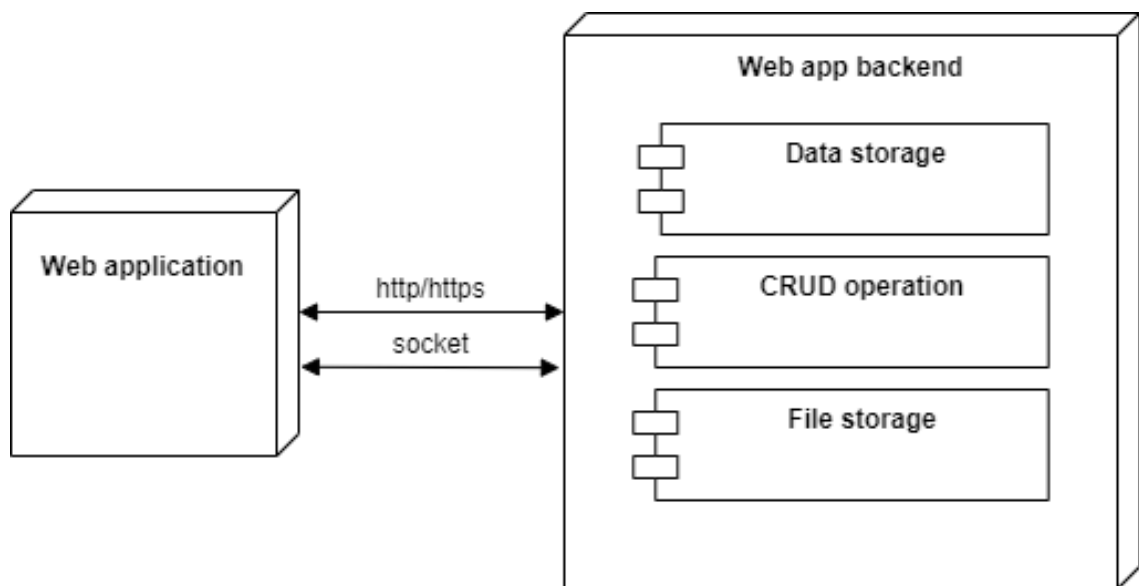 Web app backend
Data storage
Web application
CRUD operation
http/https
socket
File storage